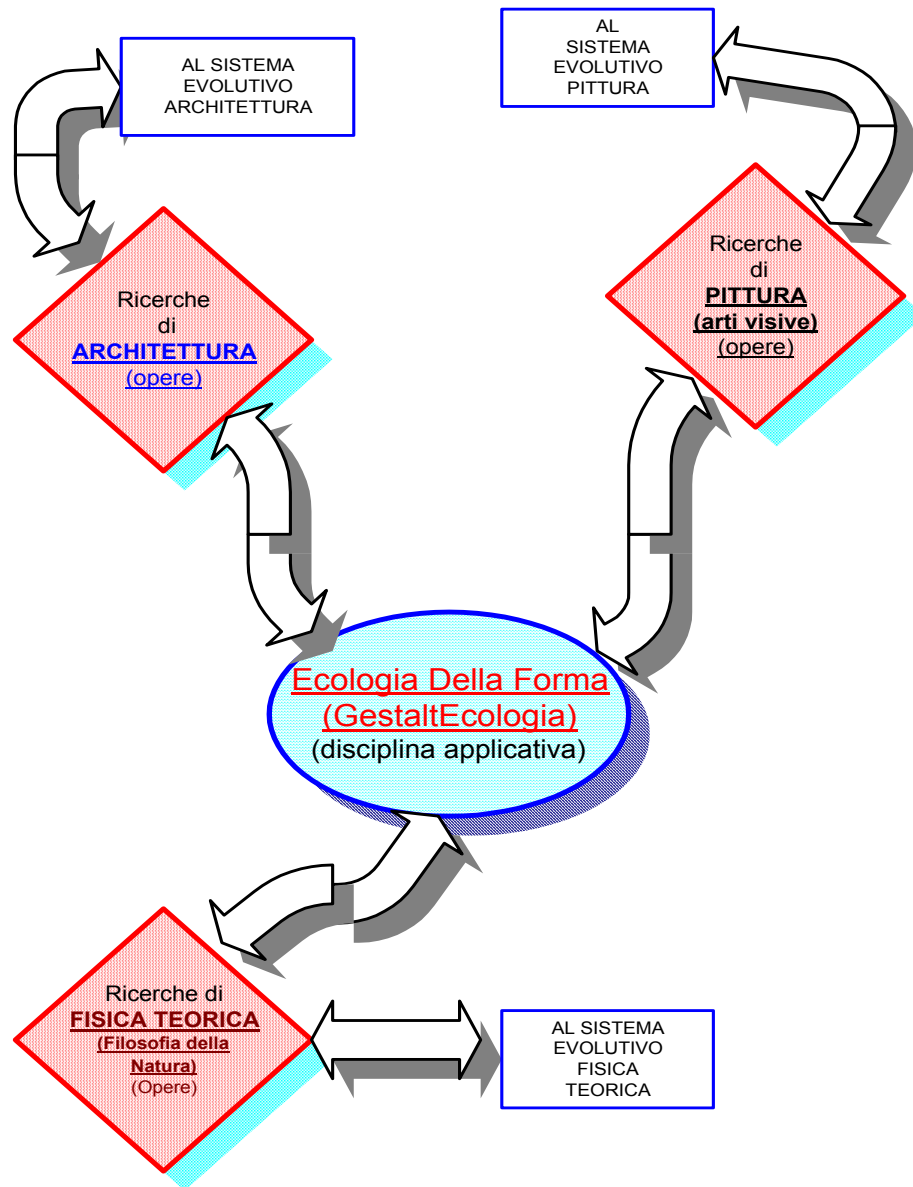 AL SISTEMA
EVOLUTIVO
ARCHITETTURA
AL
SISTEMA
EVOLUTIVO
PITTURA
Ricerche
di
ARCHITETTURA
(opere)
Ricerche
di
PITTURA
(arti visive)
(opere)
Ecologia Della Forma
(GestaltEcologia)
(disciplina applicativa)
Ricerche di
FISICA TEORICA
(Filosofia della
Natura)
(Opere)
AL SISTEMA
EVOLUTIVO
FISICA
TEORICA